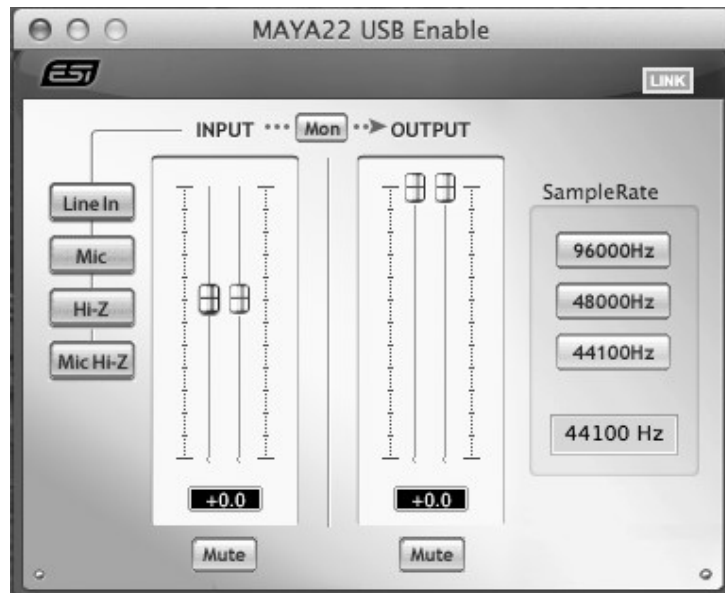 MAYA22 USB Enable
ESI
LINK
INPUT
Mon
OUTPUT
Line In
Mic
Hi-Z
Mic Hi-Z
+0.0
Mute
+0.0
Mute
SampleRate
96000Hz
48000Hz
44100Hz
44100 Hz